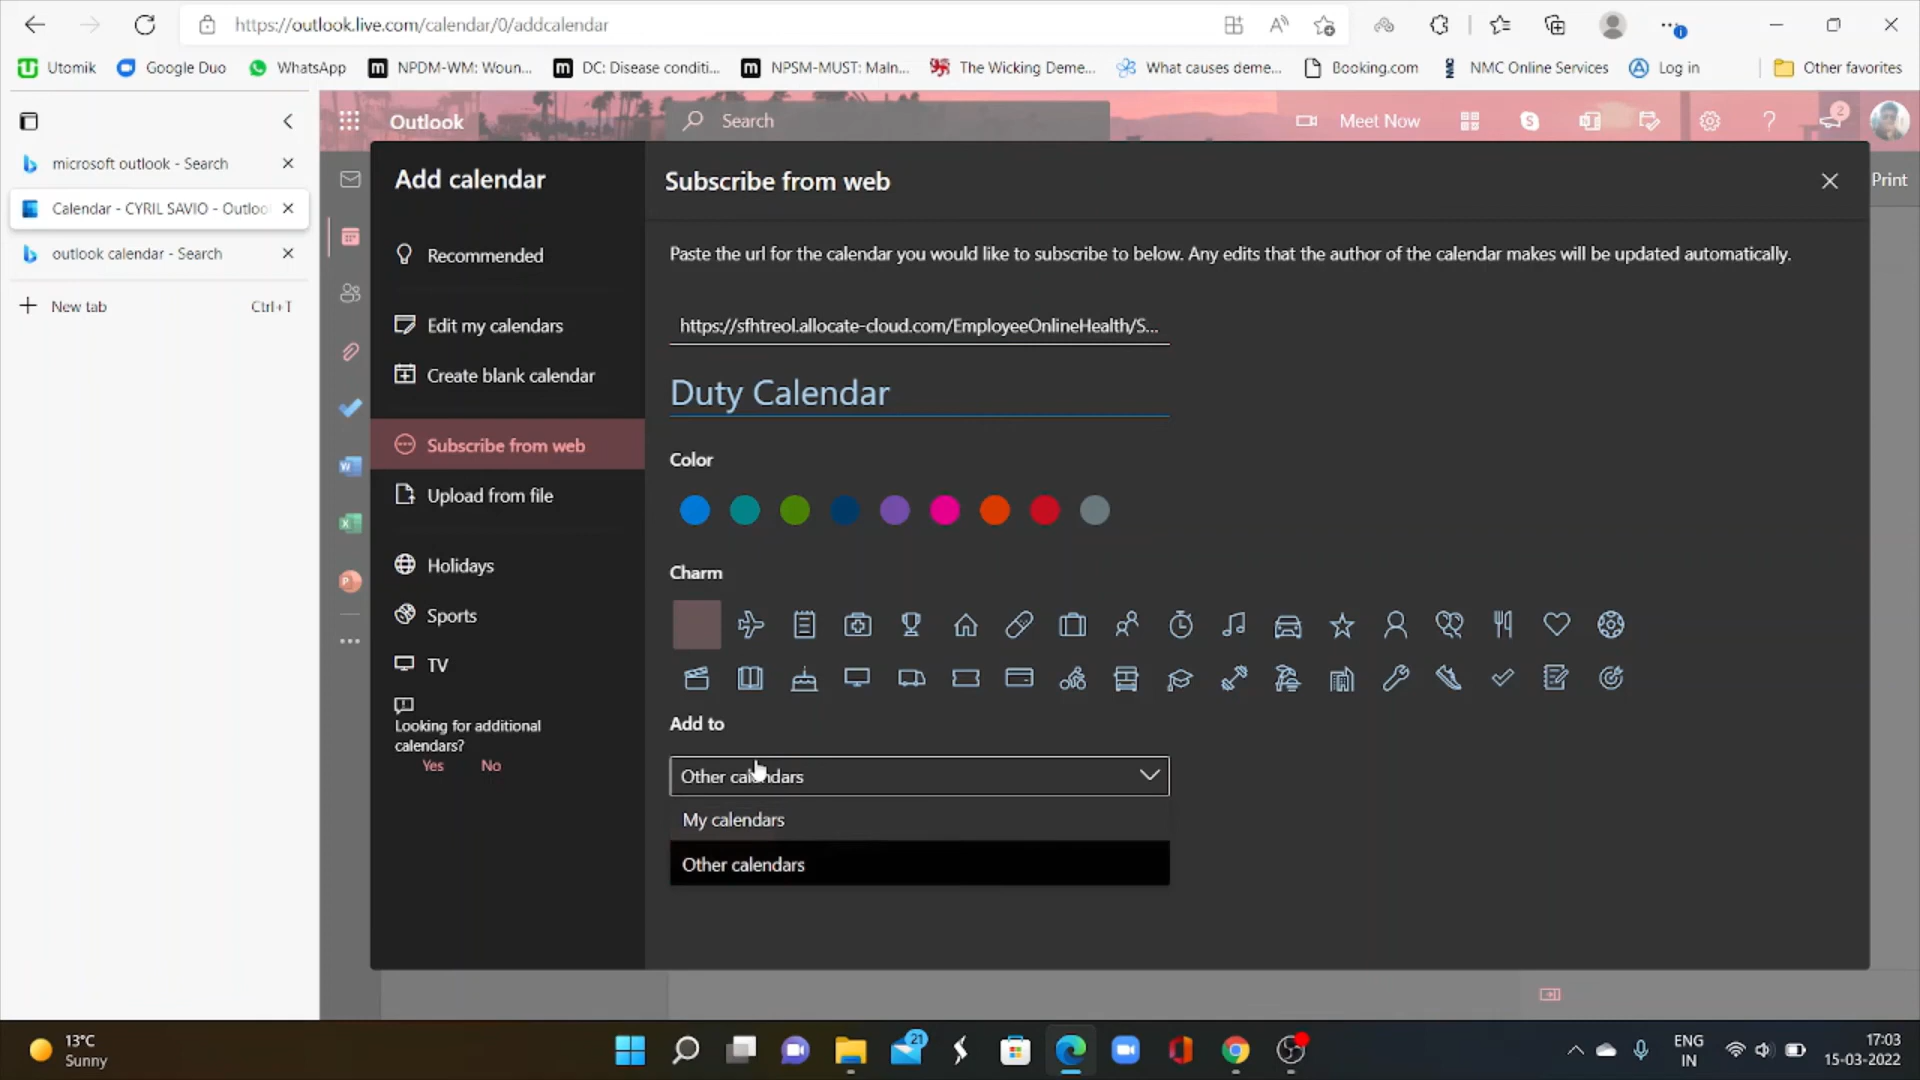 https://outlook.live.com/calendar/0/addcalendar
Utomik
Google Duo
WhatsApp
NPDM-WM: Woun...
DC: Disease conditi...
NPSM-MUST: Maln...
The Wicking Deme...
What causes deme...
Booking.com
NMC Online Services
Log in
Other favorites
microsoft outlook - Search
Calendar - CYRIL SAVIO - Outloo
outlook calendar - Search
New tab Ctrl+T
Outlook
Search
Meet Now
2
Print
Add calendar
Recommended
Edit my calendars
Create blank calendar
Subscribe from web
Upload from file
Holidays
Sports
TV
Looking for additional
calendars?
Yes No
Subscribe from web
Paste the url for the calendar you would like to subscribe to below. Any edits that the author of the calendar makes will be updated automatically.
https://sfhtreol.allocate-cloud.com/EmployeeOnlineHealth/S...
Duty Calendar
Color
Charm
Add to
Other calendars
My calendars
Other calendars
13°C
Sunny
21
ENG
IN
17:03
15-03-2022